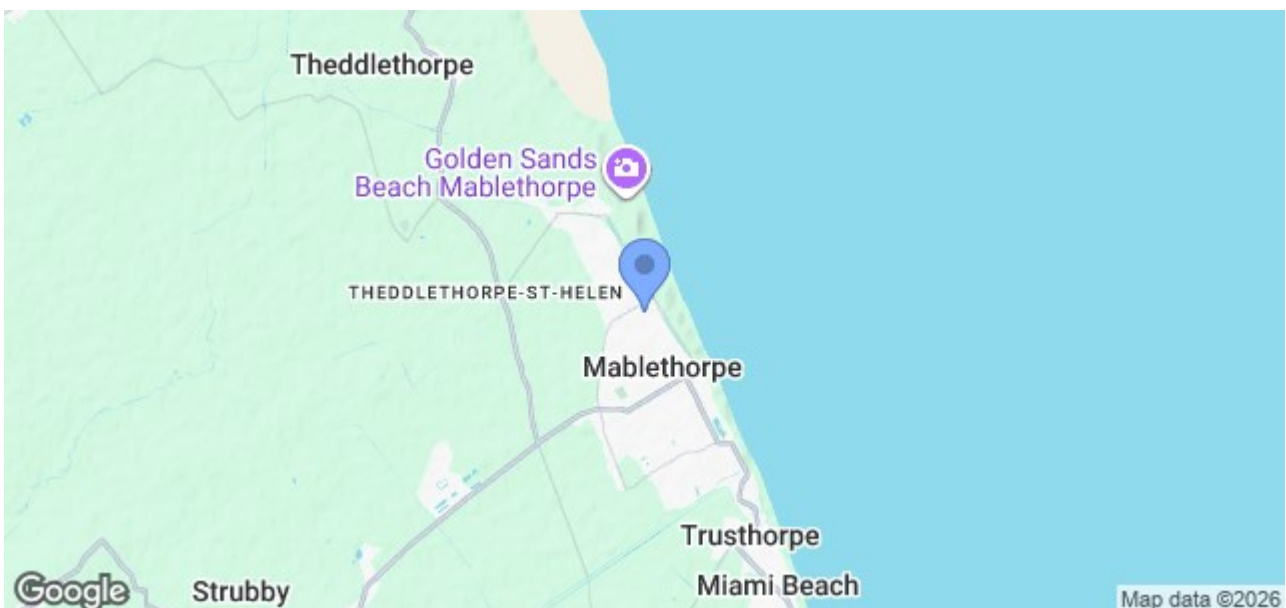 Theddlethorpe
Golden Sands
Beach Mablethorpe
THEDDLETHORPE-ST-HELEN
Mablethorpe
Trusthorpe
Miami Beach
Strubby
Google
Map data ©2026